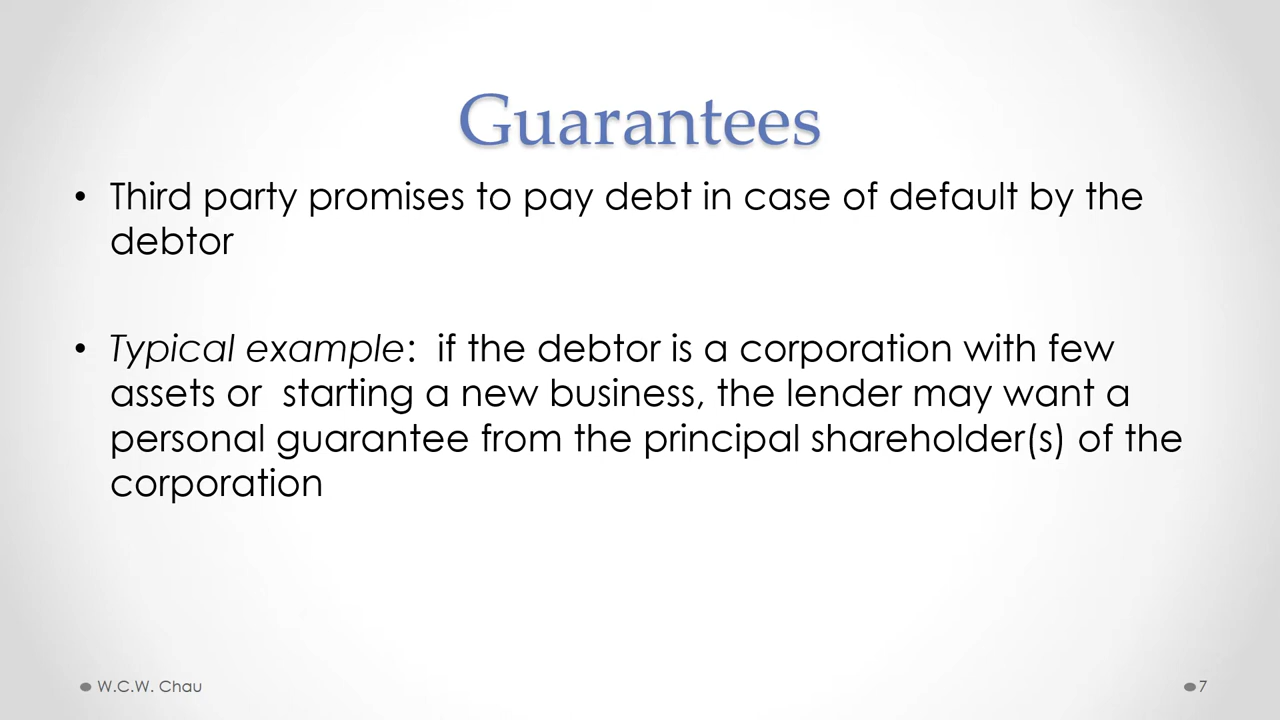 Guarantees
• Third party promises to pay debt in case of default by the
debtor
• Typical example:  if the debtor is a corporation with few
assets or  starting a new business, the lender may want a
personal guarantee from the principal shareholder(s) of the
corporation
W.C.W. Chau
7